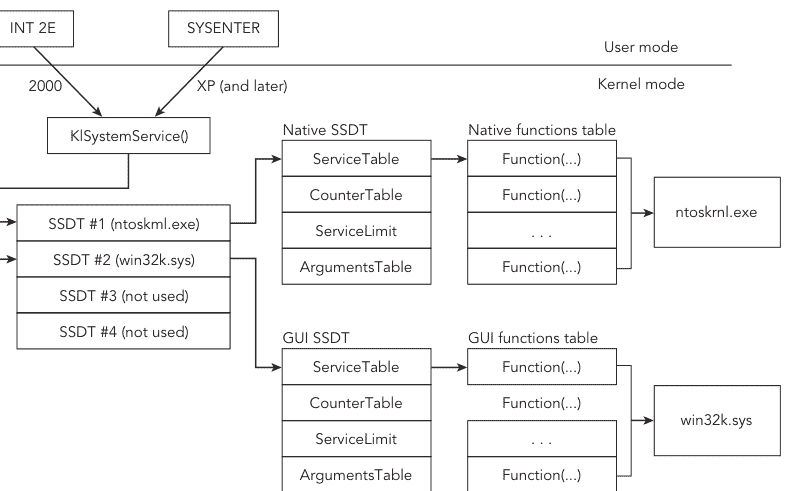 INT 2E
SYSENTER
User mode
Kernel mode
2000
XP (and later)
KlSystemService()
Native SSDT
Native functions table
ServiceTable
Function(...)
CounterTable
Function(...)
ServiceLimit
. . .
ArgumentsTable
Function(...)
ntoskrnl.exe
SSDT #1 (ntoskml.exe)
SSDT #2 (win32k.sys)
SSDT #3 (not used)
SSDT #4 (not used)
GUI SSDT
GUI functions table
ServiceTable
Function(...)
CounterTable
Function(...)
ServiceLimit
. . .
ArgumentsTable
Function(...)
win32k.sys